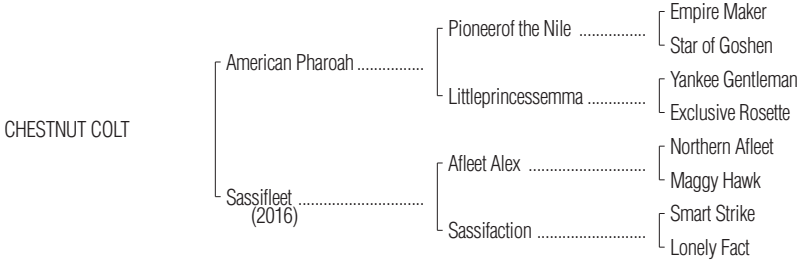 Empire Maker
Pioneerof the Nile ................
Star of Goshen
American Pharoah ................
Yankee Gentleman
Littleprincessemma ..............
Exclusive Rosette
CHESTNUT COLT
Northern Afleet
Afleet Alex ............................
Maggy Hawk
Sassifleet ..............................
(2016)
Smart Strike
Sassifaction ..........................
Lonely Fact